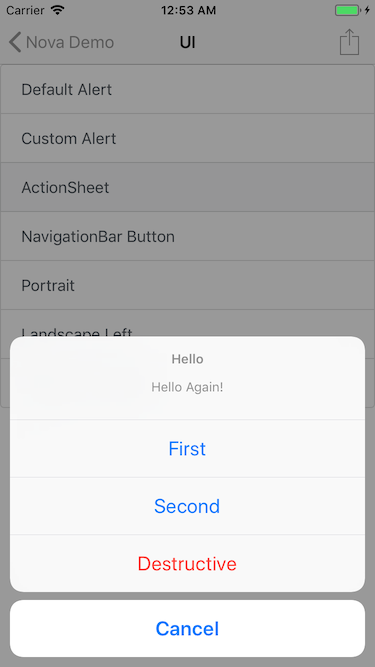 Carrier 12:53 AM
Nova Demo UI
Default Alert
Custom Alert
ActionSheet
NavigationBar Button
Portrait
Landscape Left
Hello
Hello Again!
First
Second
Destructive
Cancel